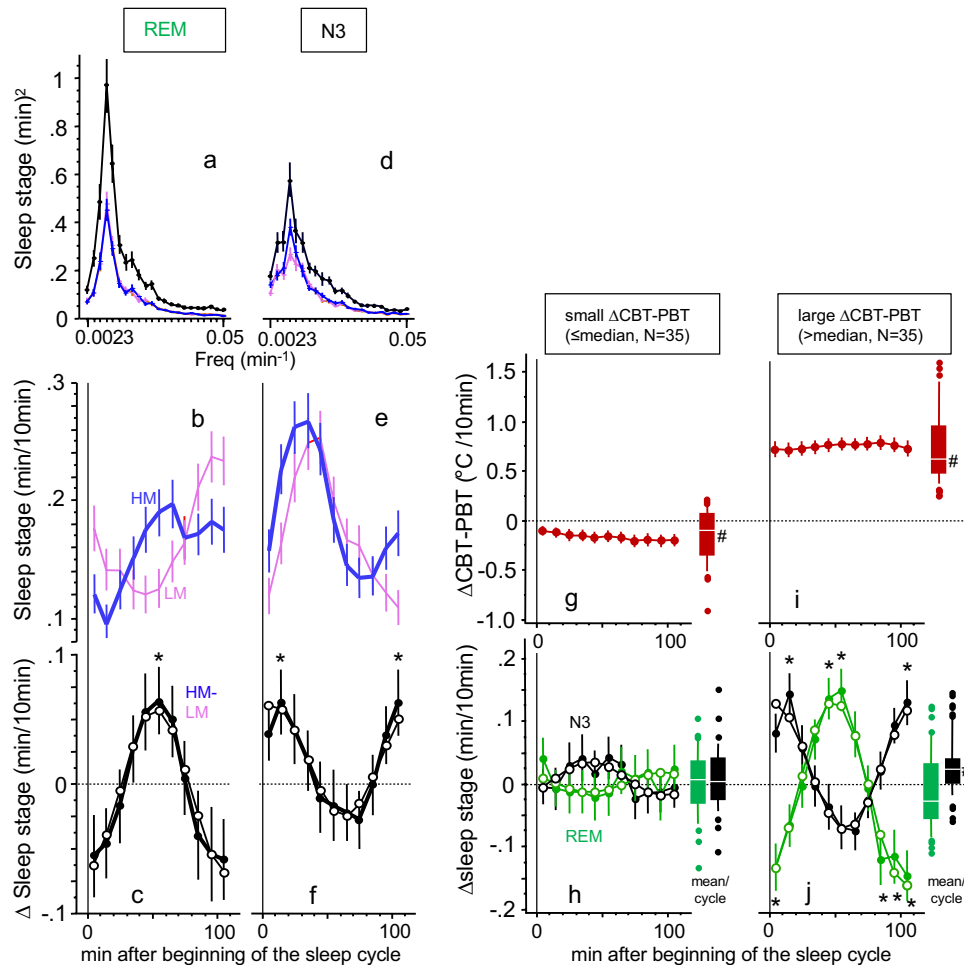 REM
N3
Sleep stage (min)²
1
.8
.6
.4
.2
0
a
d
0.0023
0.05
0.0023
0.05
Freq (min⁻¹)
small ΔCBT-PBT
(≤median, N=35)
large ΔCBT-PBT
(>median, N=35)
Sleep stage (min/10min)
.3
.2
.1
b
e
HM
LM
ΔCBT-PBT (°C /10min)
1.5
1.0
0.5
0
-0.5
-1.0
#
#
g
i
0
100
0
100
Δ Sleep stage (min/10min)
.1
0
-.1
*
*
*
HM-
LM
c
f
0
100
0
100
min after beginning of the sleep cycle
Δsleep stage (min/10min)
.2
.1
0
-0.1
-.2
N3
REM
h
j
* * * *
* * * *
mean/
cycle
mean/
cycle
0
100
0
100
min after beginning of the sleep cycle